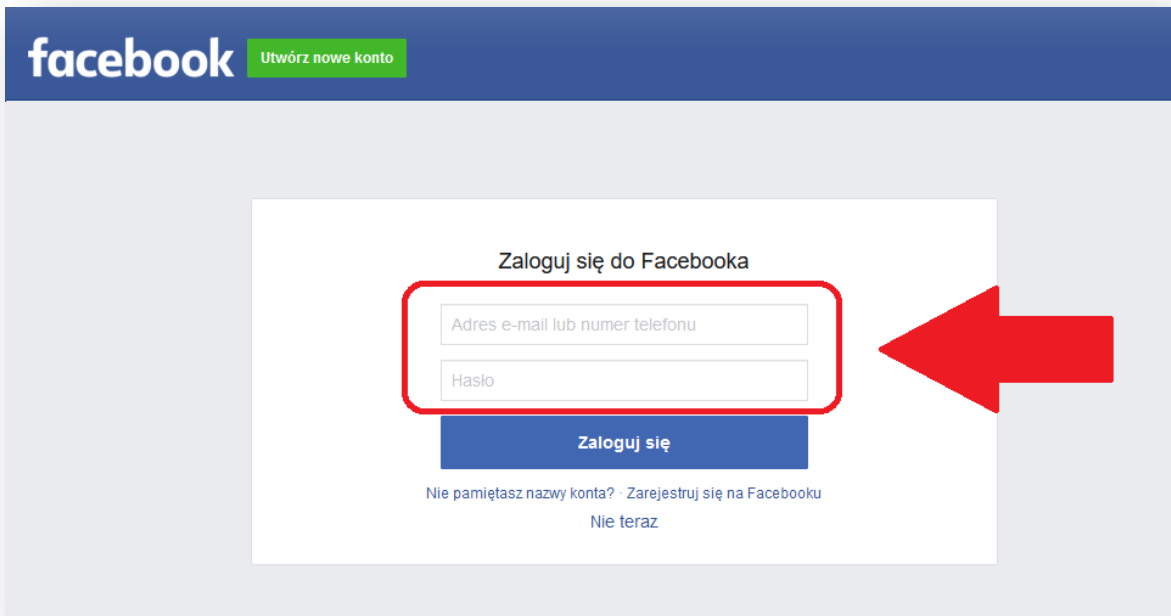 facebook Utwórz nowe konto
Zaloguj się do Facebooka
Adres e-mail lub numer telefonu
Hasło
Zaloguj się
Nie pamiętasz nazwy konta? · Zarejestruj się na Facebooku
Nie teraz